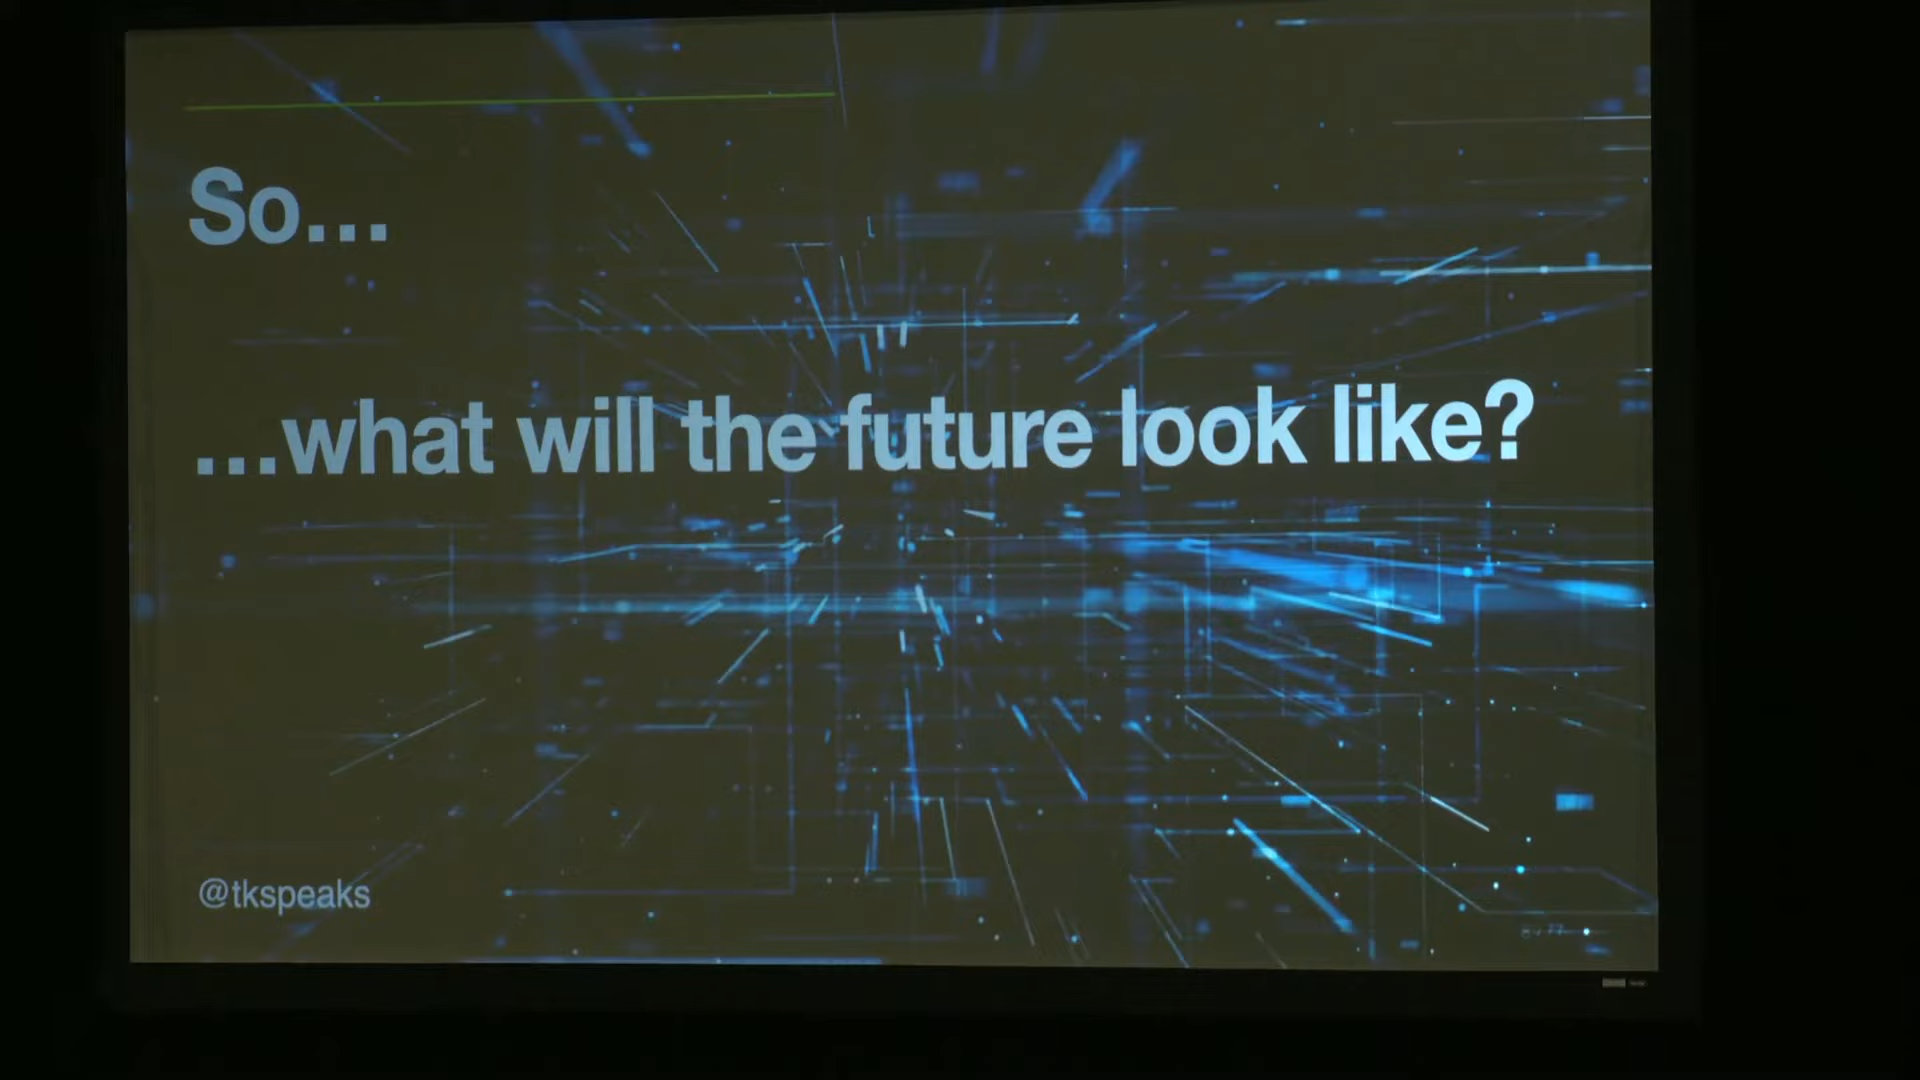 So...
...what will the future look like?
@tkspeaks